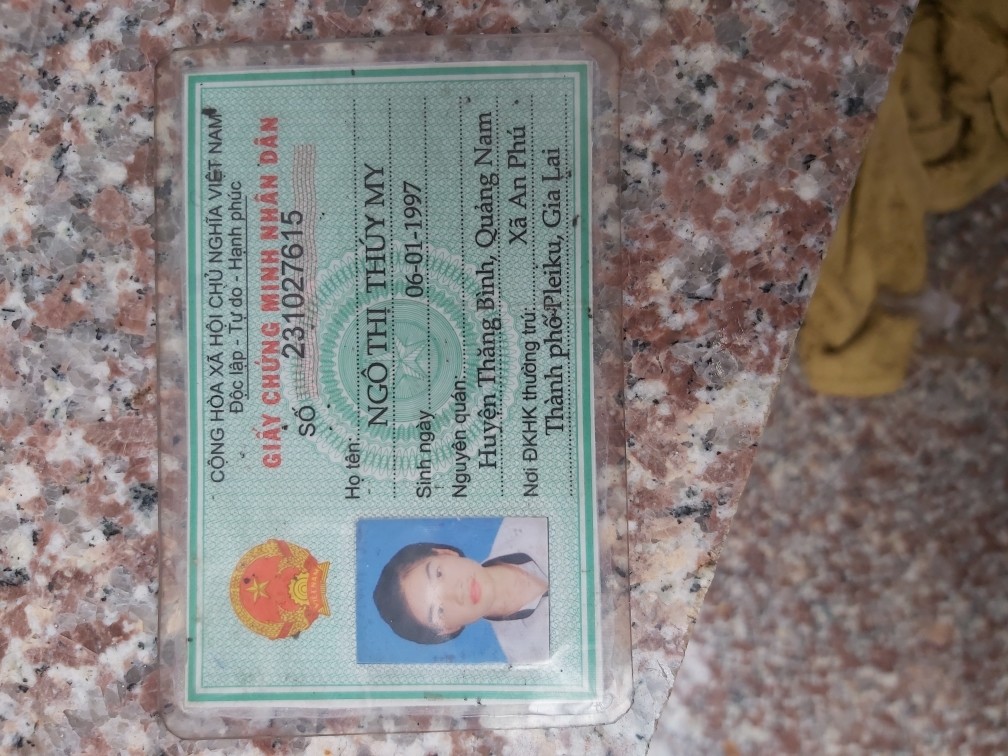 CỘNG HÒA XÃ HỘI CHỦ NGHĨA VIỆT NAM
Độc lập - Tự do - Hạnh phúc
GIẤY CHỨNG MINH NHÂN DÂN
SỐ 231027615
Họ tên:
NGÔ THỊ THÚY MY
Sinh ngày 06-01-1997
Nguyên quán:
Huyện Thăng Bình, Quảng Nam
Nơi ĐKHK thường trú: Xã An Phú
Thành phố Pleiku, Gia Lai
VIỆT NAM